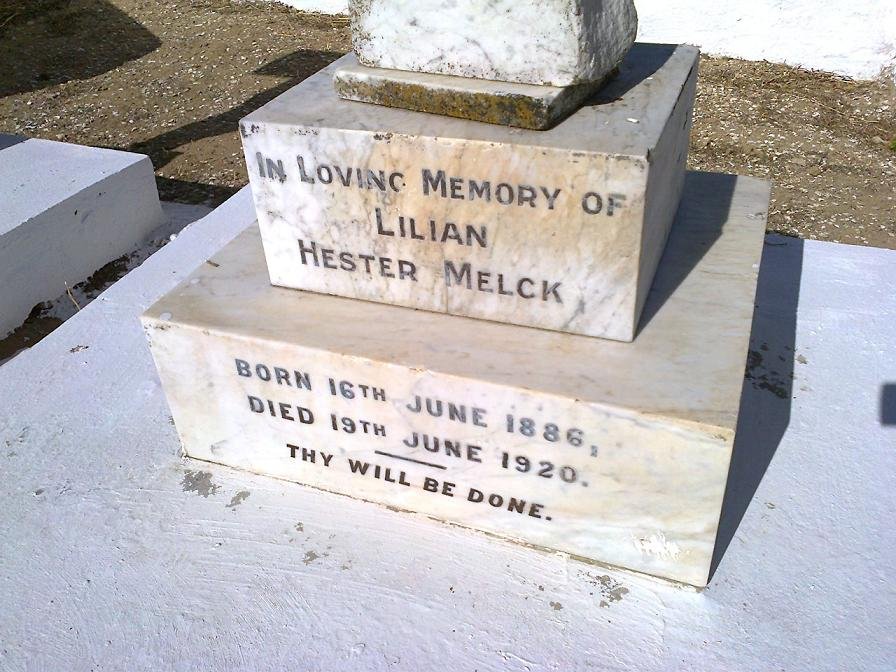 IN LOVING MEMORY OF
LILIAN
HESTER MELCK
BORN 16TH JUNE 1886,
DIED 19TH JUNE 1920.
THY WILL BE DONE.